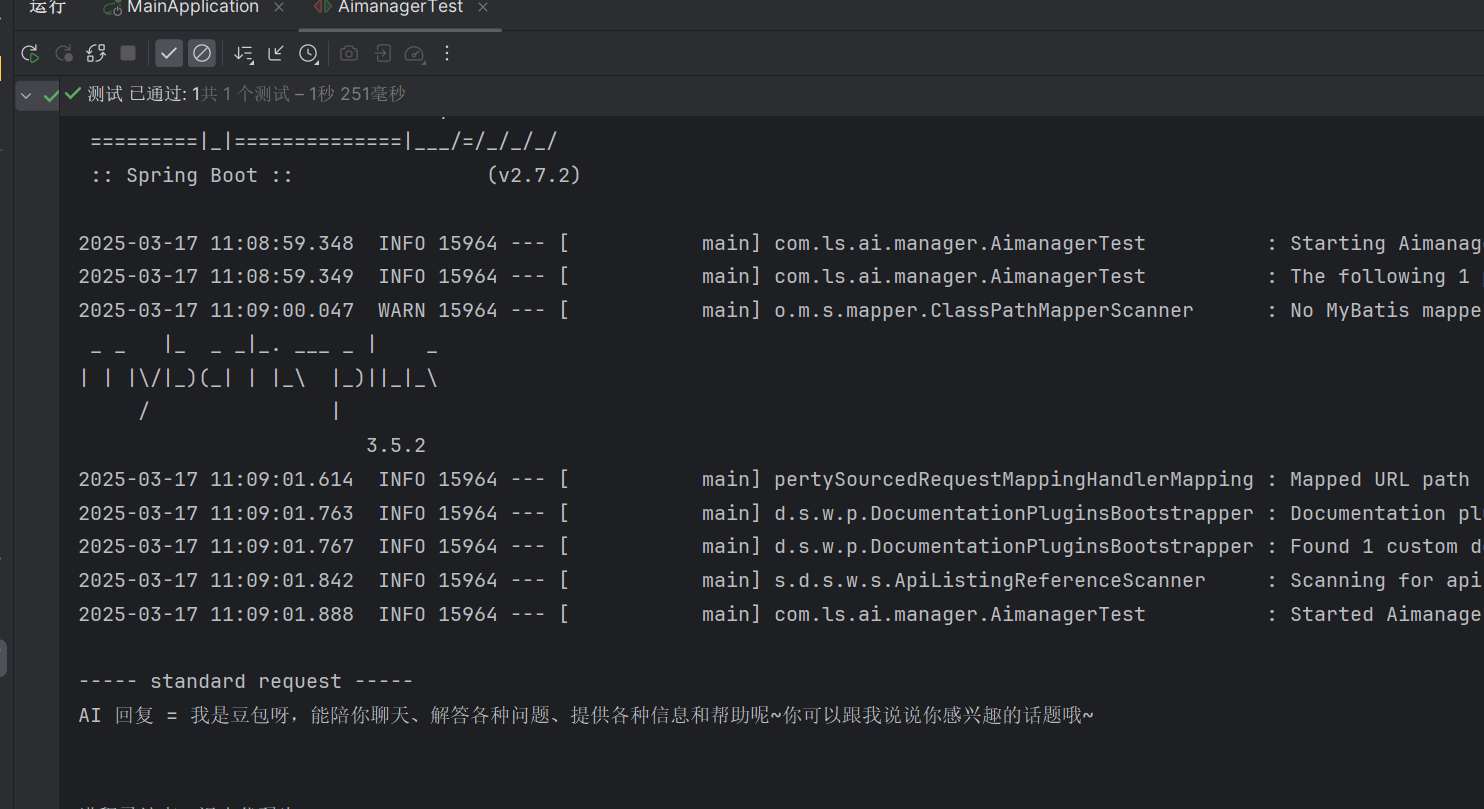 运行 MainApplication × AimanagerTest ×
测试 已通过: 1共 1 个测试 – 1秒 251毫秒
=========|_|==============|___/=/_/_/_/
:: Spring Boot :: (v2.7.2)
2025-03-17 11:08:59.348 INFO 15964 --- [ main] com.ls.ai.manager.AimanagerTest : Starting Aimanag
2025-03-17 11:08:59.349 INFO 15964 --- [ main] com.ls.ai.manager.AimanagerTest : The following 1
2025-03-17 11:09:00.047 WARN 15964 --- [ main] o.m.s.mapper.ClassPathMapperScanner : No MyBatis mappe
 _ _   |_  _ _|_. ___ _ |    _
| | |\/|_)(_| | |_\  |_)||_|_\
     /               |
3.5.2
2025-03-17 11:09:01.614 INFO 15964 --- [ main] pertySourcedRequestMappingHandlerMapping : Mapped URL path
2025-03-17 11:09:01.763 INFO 15964 --- [ main] d.s.w.p.DocumentationPluginsBootstrapper : Documentation plu
2025-03-17 11:09:01.767 INFO 15964 --- [ main] d.s.w.p.DocumentationPluginsBootstrapper : Found 1 custom d
2025-03-17 11:09:01.842 INFO 15964 --- [ main] s.d.s.w.s.ApiListingReferenceScanner : Scanning for api
2025-03-17 11:09:01.888 INFO 15964 --- [ main] com.ls.ai.manager.AimanagerTest : Started Aimanage
----- standard request -----
AI 回复 = 我是豆包呀，能陪你聊天、解答各种问题、提供各种信息和帮助呢~你可以跟我说说你感兴趣的话题哦~